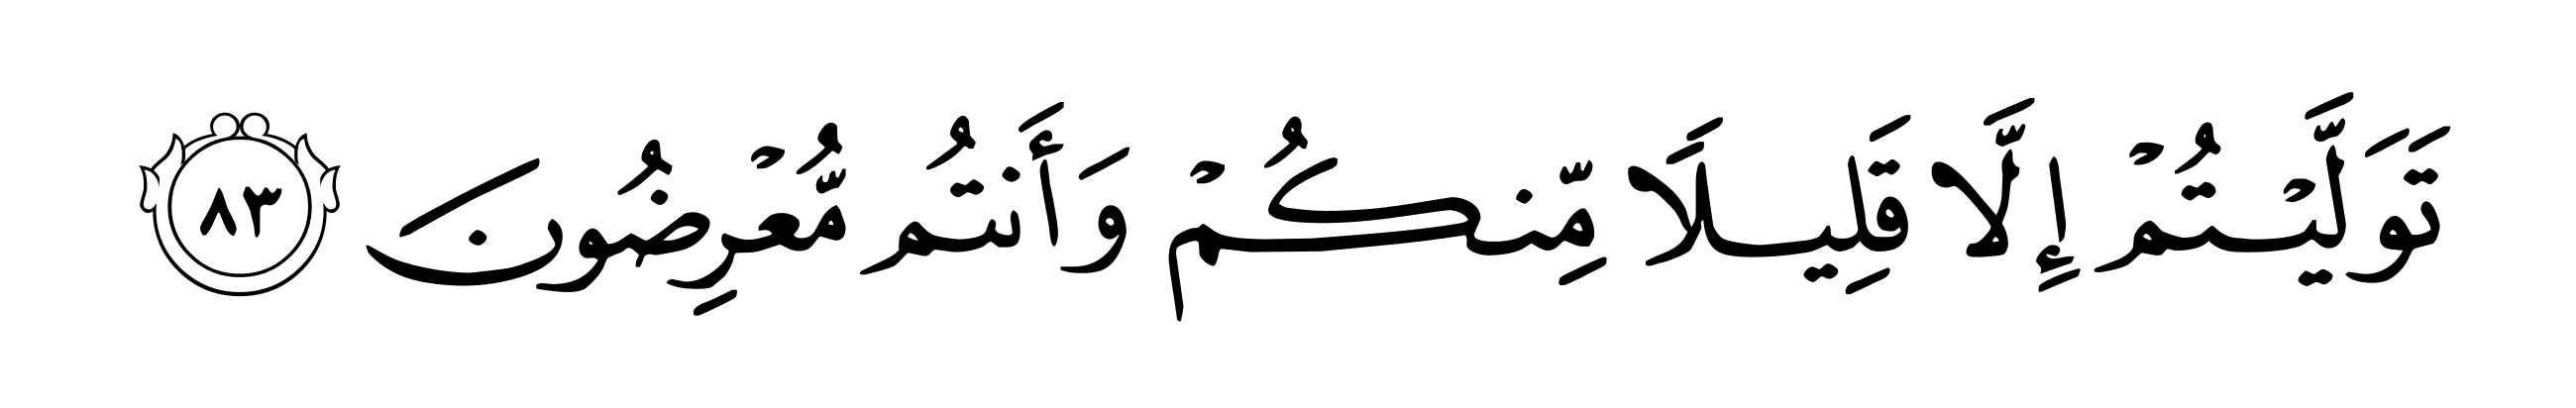 تَوَلَّيْتُمْ إِلَّا قَلِيلًا مِّنكُمْ وَأَنتُم مُّعْرِضُونَ ٨٣